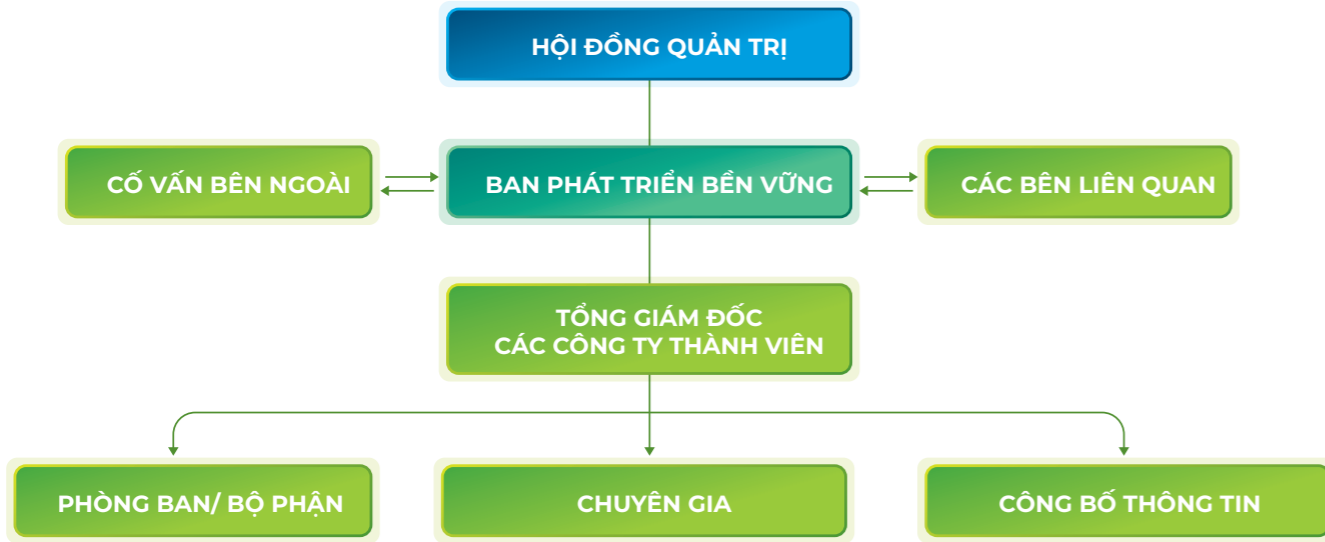 HỘI ĐỒNG QUẢN TRỊ
CỐ VẤN BÊN NGOÀI
BAN PHÁT TRIỂN BỀN VỮNG
CÁC BÊN LIÊN QUAN
TỔNG GIÁM ĐỐC
CÁC CÔNG TY THÀNH VIÊN
PHÒNG BAN/ BỘ PHẬN
CHUYÊN GIA
CÔNG BỐ THÔNG TIN